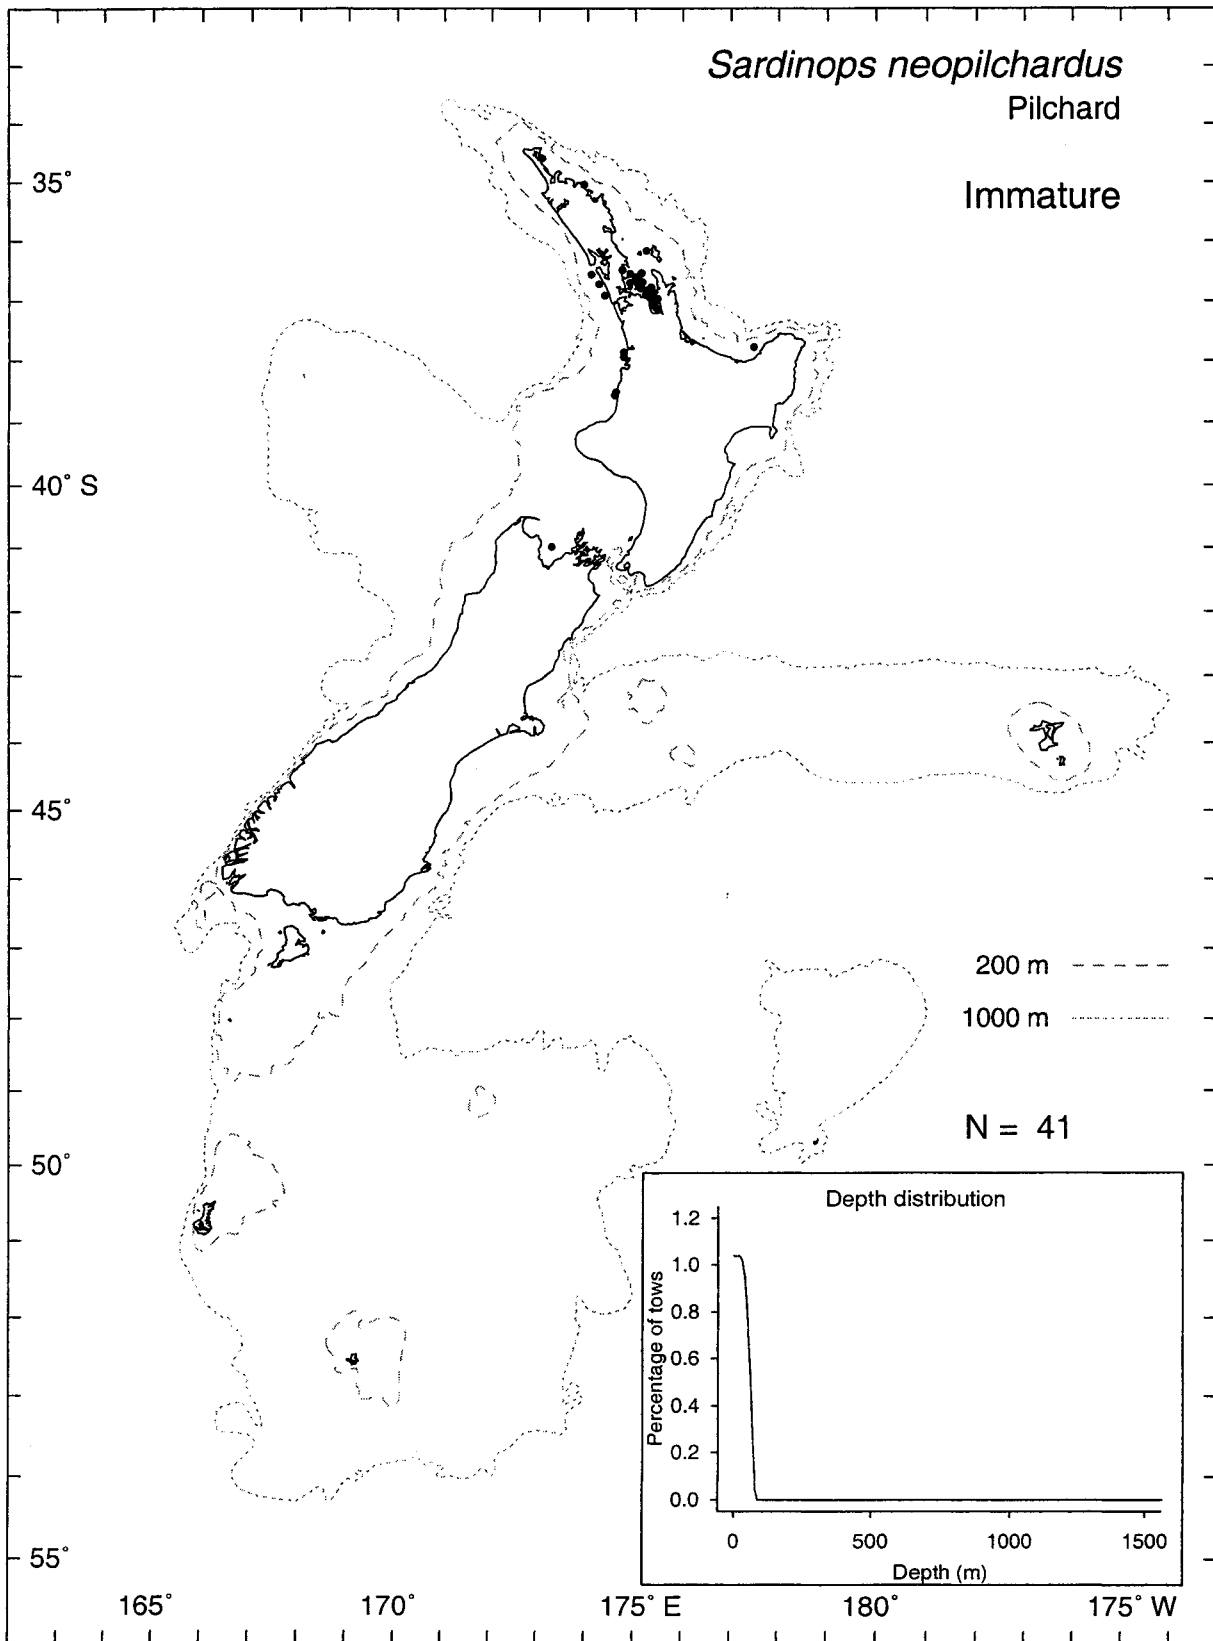 Sardinops neopilchardus
Pilchard
Immature
35°
40° S
45°
50°
55°
200 m
1000 m
N = 41
Depth distribution
1.2
1.0
0.8
0.6
0.4
0.2
0.0
Percentage of tows
0 500 1000 1500
Depth (m)
165° 170° 175° E 180° 175° W